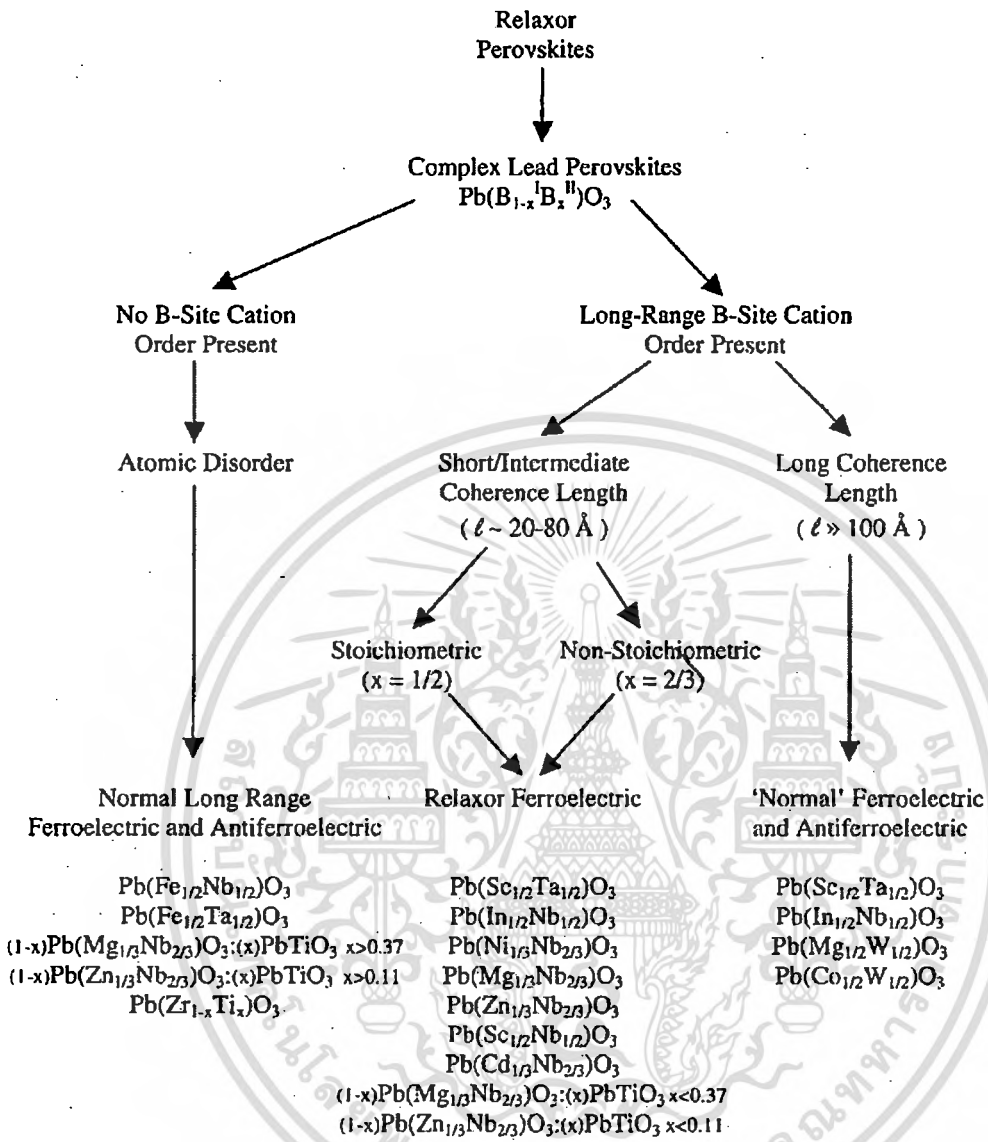 Relaxor
Perovskites
Complex Lead Perovskites
Pb(B₁₋ₓᴵBₓᴵᴵ)O₃
No B-Site Cation
Order Present
Long-Range B-Site Cation
Order Present
Atomic Disorder
Short/Intermediate
Coherence Length
( ℓ ~ 20-80 Å )
Long Coherence
Length
( ℓ » 100 Å )
Stoichiometric
(x = 1/2)
Non-Stoichiometric
(x = 2/3)
Normal Long Range
Ferroelectric and Antiferroelectric
Pb(Fe₁/₂Nb₁/₂)O₃
Pb(Fe₁/₂Ta₁/₂)O₃
(1-x)Pb(Mg₁/₃Nb₂/₃)O₃:(x)PbTiO₃ x>0.37
(1-x)Pb(Zn₁/₃Nb₂/₃)O₃:(x)PbTiO₃ x>0.11
Pb(Zr₁₋ₓTiₓ)O₃
Relaxor Ferroelectric
Pb(Sc₁/₂Ta₁/₂)O₃
Pb(In₁/₂Nb₁/₂)O₃
Pb(Ni₁/₃Nb₂/₃)O₃
Pb(Mg₁/₃Nb₂/₃)O₃
Pb(Zn₁/₃Nb₂/₃)O₃
Pb(Sc₁/₂Nb₁/₂)O₃
Pb(Cd₁/₃Nb₂/₃)O₃
(1-x)Pb(Mg₁/₃Nb₂/₃)O₃:(x)PbTiO₃ x<0.37
(1-x)Pb(Zn₁/₃Nb₂/₃)O₃:(x)PbTiO₃ x<0.11
'Normal' Ferroelectric
and Antiferroelectric
Pb(Sc₁/₂Ta₁/₂)O₃
Pb(In₁/₂Nb₁/₂)O₃
Pb(Mg₁/₂W₁/₂)O₃
Pb(Co₁/₂W₁/₂)O₃